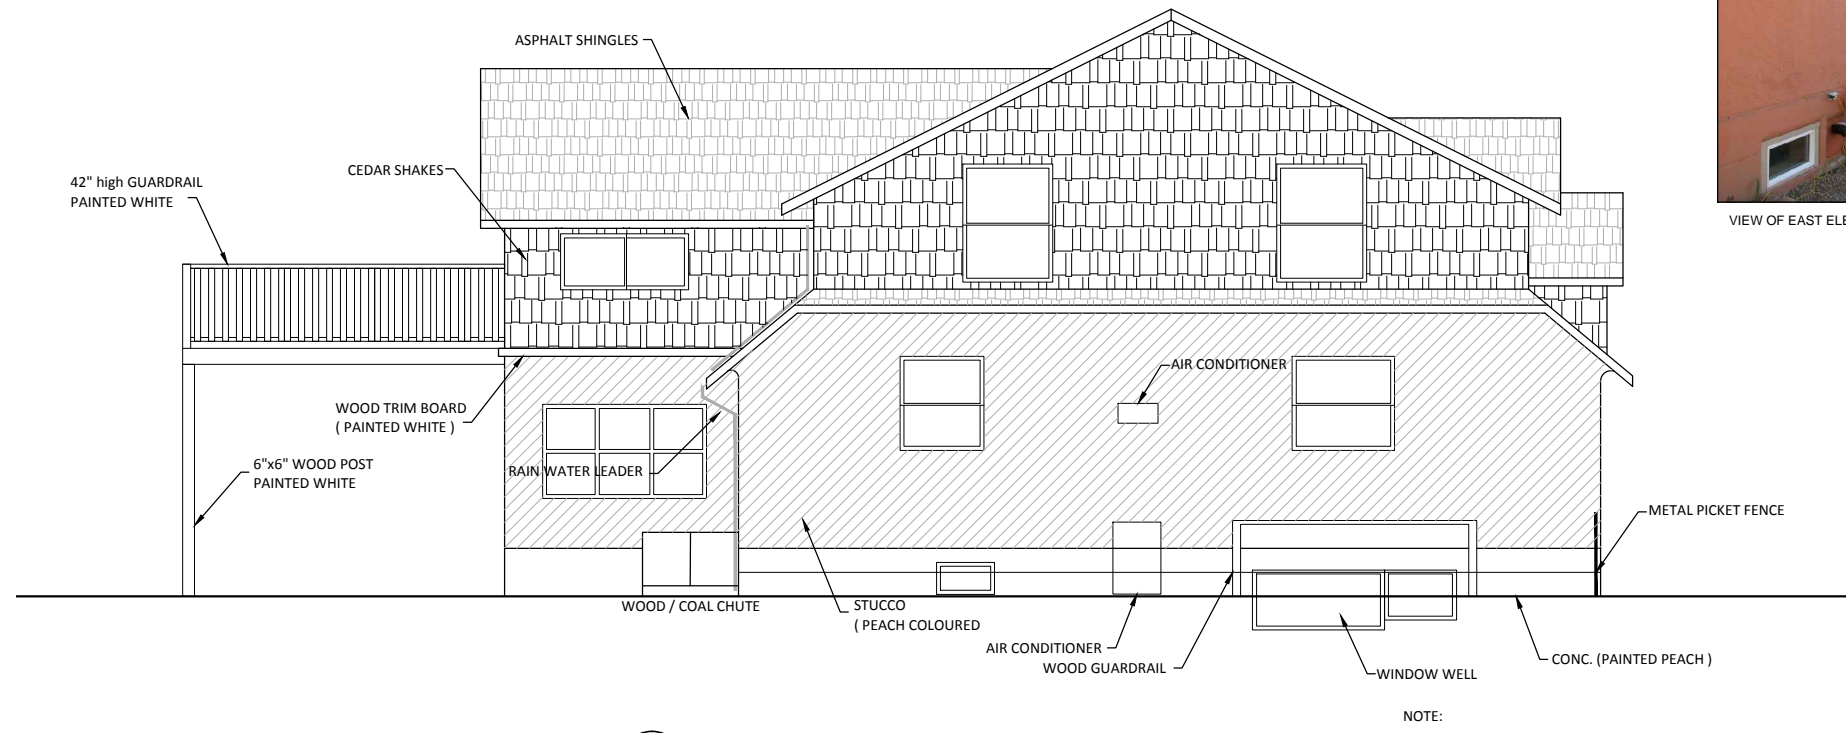 ASPHALT SHINGLES
CEDAR SHAKES
42" high GUARDRAIL
PAINTED WHITE
VIEW OF EAST ELE
AIR CONDITIONER
WOOD TRIM BOARD
( PAINTED WHITE )
6"x6" WOOD POST
PAINTED WHITE
RAIN WATER LEADER
METAL PICKET FENCE
WOOD / COAL CHUTE
STUCCO
( PEACH COLOURED
AIR CONDITIONER
WOOD GUARDRAIL
CONC. (PAINTED PEACH )
WINDOW WELL
NOTE: